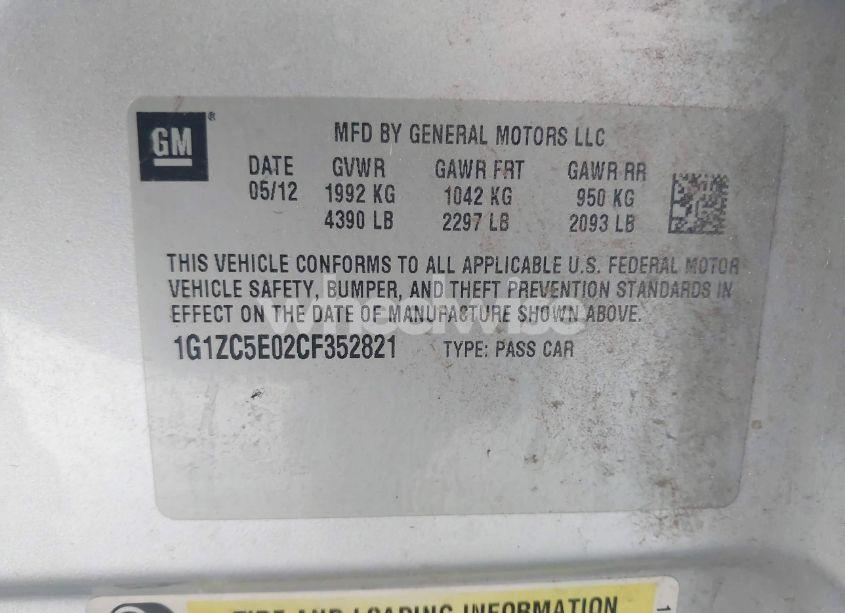 GM ®
MFD BY GENERAL MOTORS LLC
DATE GVWR GAWR FRT GAWR RR
05/12 1992 KG 1042 KG 950 KG
4390 LB 2297 LB 2093 LB
THIS VEHICLE CONFORMS TO ALL APPLICABLE U.S. FEDERAL MOTOR
VEHICLE SAFETY, BUMPER, AND THEFT PREVENTION STANDARDS IN
EFFECT ON THE DATE OF MANUFACTURE SHOWN ABOVE.
wheelwise
1G1ZC5E02CF352821 TYPE: PASS CAR
TIRE AND LOADING INFORMATION